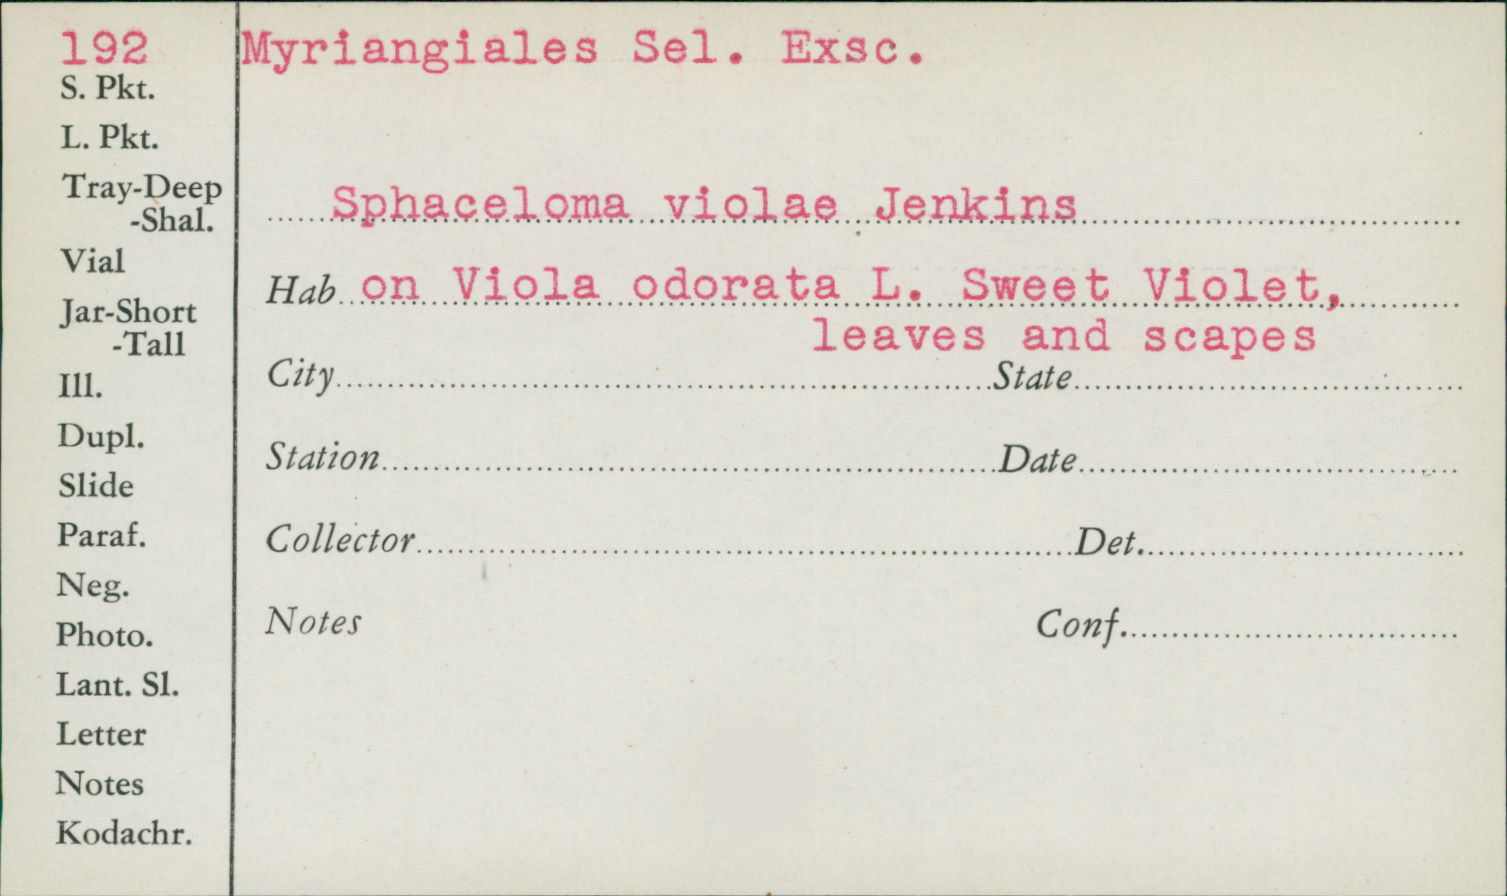 192
Myriangiales Sel. Exsc.
S. Pkt.
L. Pkt.
Tray-Deep
-Shal.
Vial
Jar-Short
-Tall
Ill.
Dupl.
Slide
Paraf.
Neg.
Photo.
Lant. Sl.
Letter
Notes
Kodachr.
Sphaceloma violae Jenkins
Hab on Viola odorata L. Sweet Violet,
leaves and scapes
City State
Station Date
Collector Det.
Notes Conf.